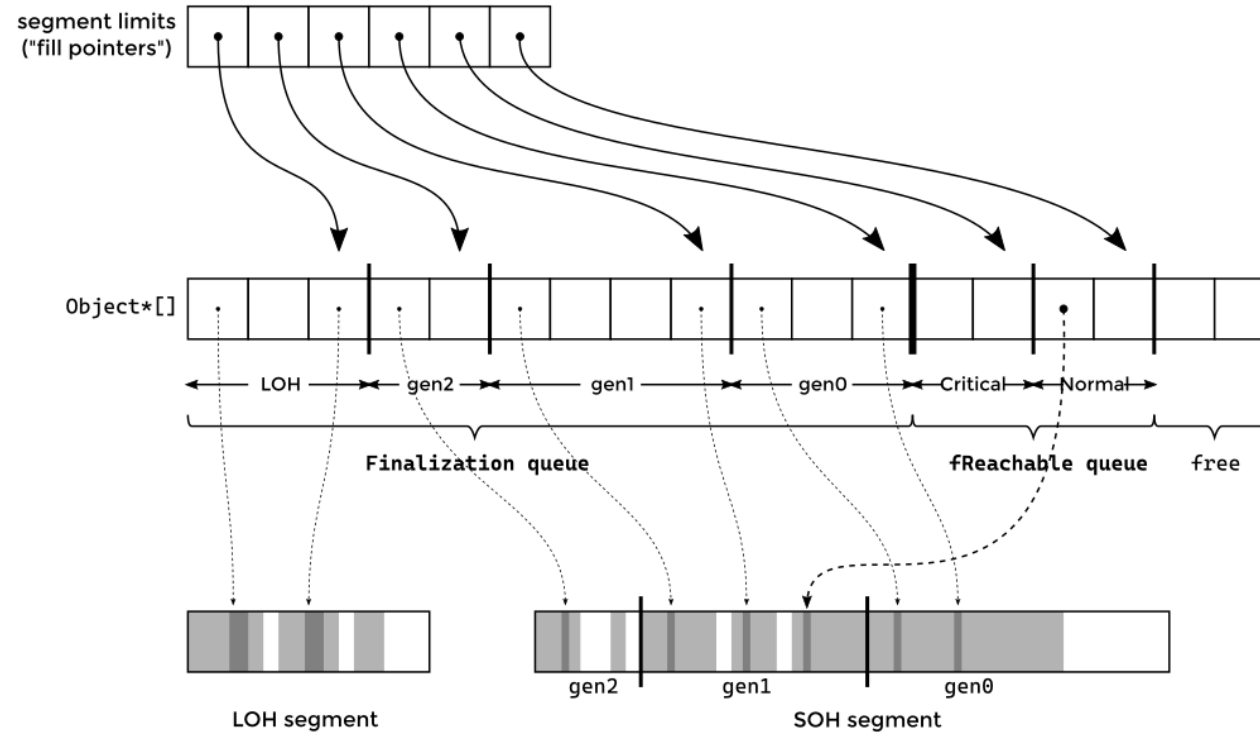 segment limits
("fill pointers")
Object*[]
LOH gen2 gen1 gen0 Critical Normal
Finalization queue fReachable queue free
gen2 gen1 gen0
LOH segment SOH segment